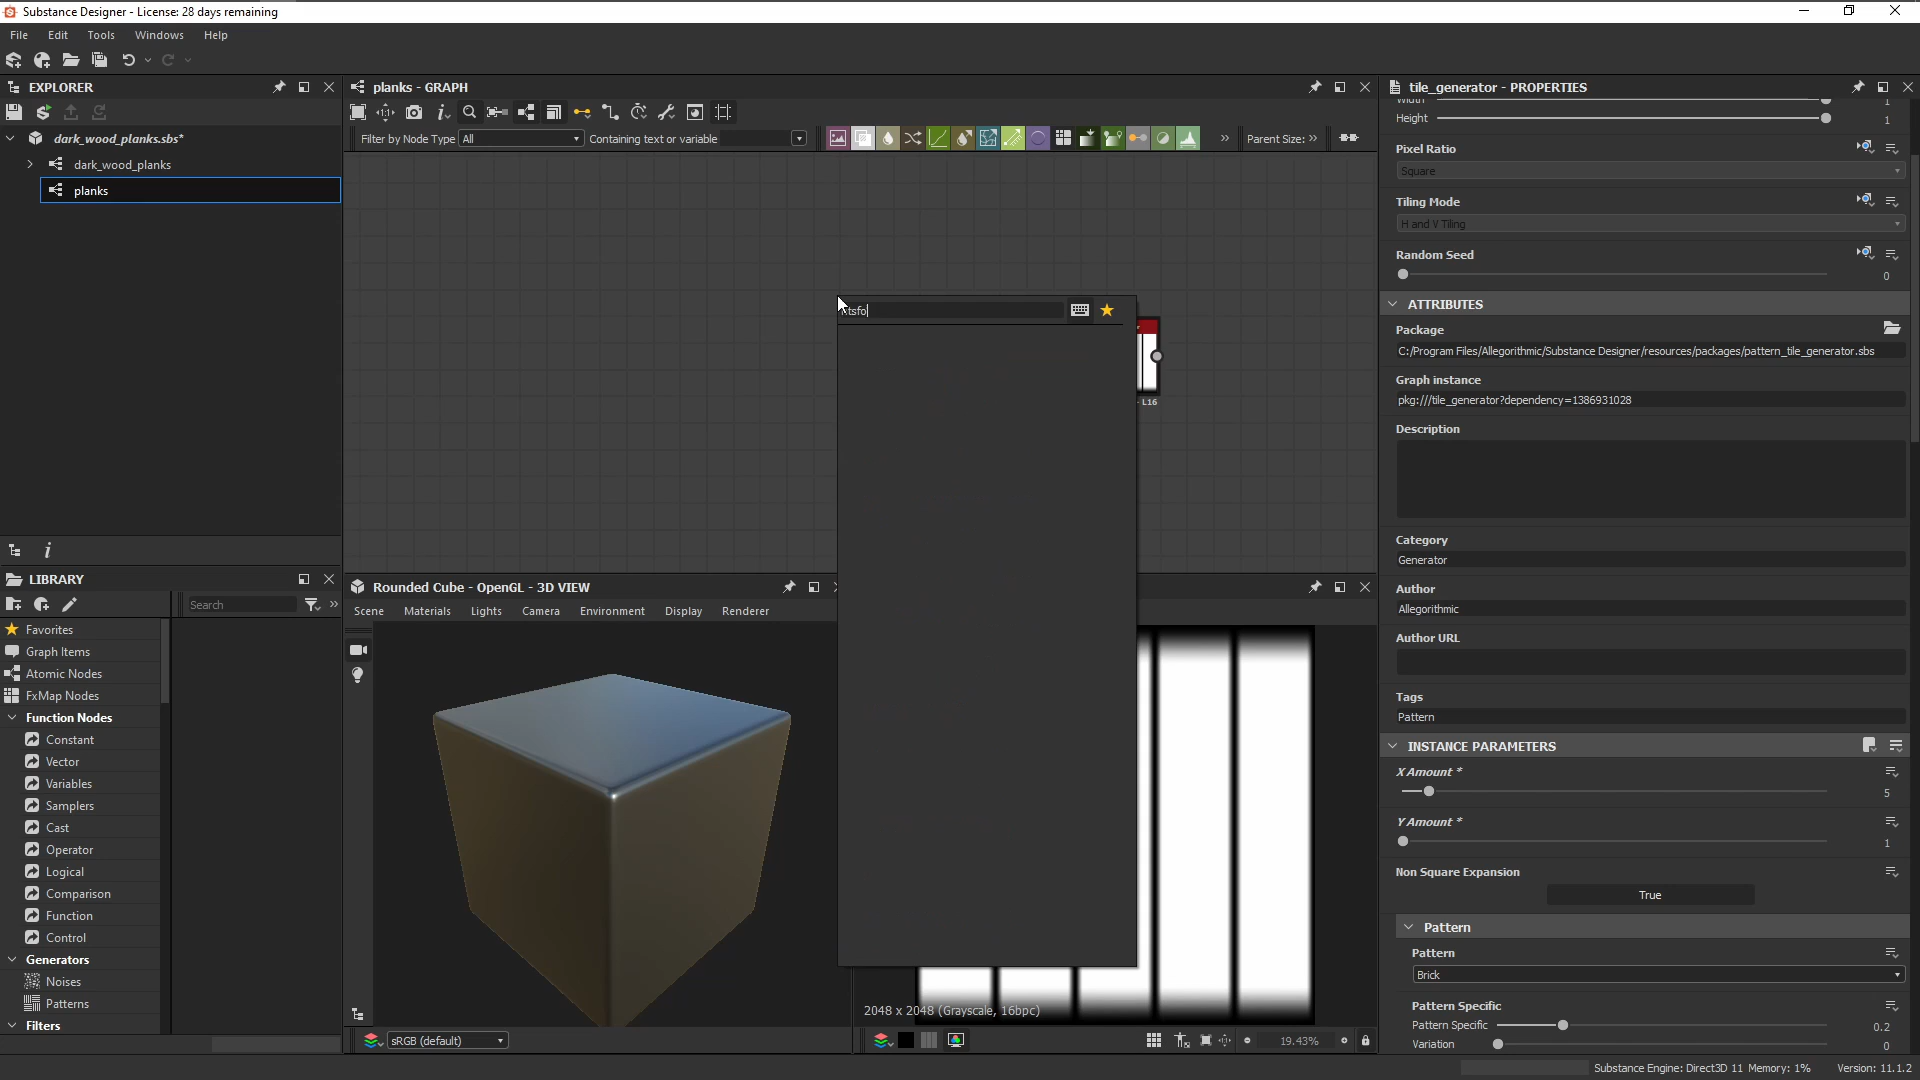 Substance Designer - License: 28 days remaining
File Edit Tools Windows Help
EXPLORER
dark_wood_planks.sbs*
dark_wood_planks
planks
planks - GRAPH
Filter by Node Type All Containing text or variable
Parent Size:
L16
LIBRARY
Search
Favorites
Graph Items
Atomic Nodes
FxMap Nodes
Function Nodes
Constant
Vector
Variables
Samplers
Cast
Operator
Logical
Comparison
Function
Control
Generators
Noises
Patterns
Filters
Rounded Cube - OpenGL - 3D VIEW
Scene Materials Lights Camera Environment Display Renderer
sRGB (default)
2048 x 2048 (Grayscale, 16bpc)
19.43%
tile_generator - PROPERTIES
Width 1
Height 1
Pixel Ratio
Square
Tiling Mode
H and V Tiling
Random Seed
0
ATTRIBUTES
Package
C:/Program Files/Allegorithmic/Substance Designer/resources/packages/pattern_tile_generator.sbs
Graph instance
pkg:///tile_generator?dependency=1386931028
Description
Category
Generator
Author
Allegorithmic
Author URL
Tags
Pattern
INSTANCE PARAMETERS
X Amount *
5
Y Amount *
1
Non Square Expansion
True
Pattern
Pattern
Brick
Pattern Specific
Pattern Specific 0.2
Variation 0
Substance Engine: Direct3D 11 Memory: 1% Version: 11.1.2